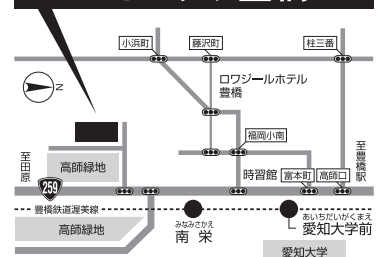 小浜町
藤沢町
柱三番
N
ロワジールホテル
豊橋
福岡小南
至田原
高師緑地
259
時習館
富本町
高師口
至豊橋駅
豊橋鉄道渥美線
高師緑地
みなみさかえ
南栄
あいちだいがくまえ
愛知大学前
愛知大学